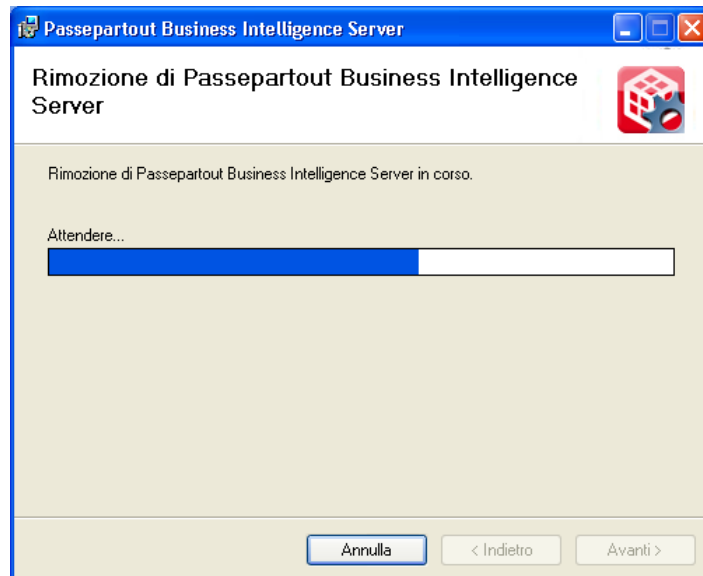 Passepartout Business Intelligence Server
Rimozione di Passepartout Business Intelligence
Server
Rimozione di Passepartout Business Intelligence Server in corso.
Attendere...
Annulla
< Indietro
Avanti >